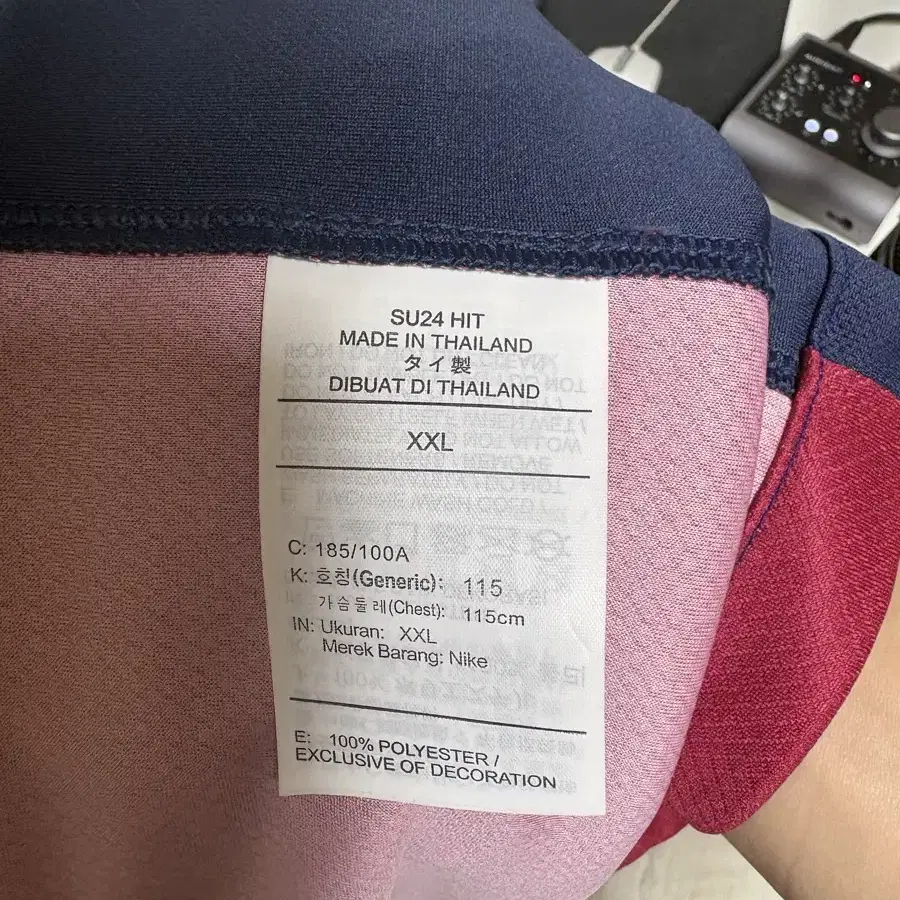 SU24 HIT
MADE IN THAILAND
タイ製
DIBUAT DI THAILAND
XXL
C: 185/100A
K: 호칭(Generic): 115
가슴둘레(Chest): 115cm
IN: Ukuran: XXL
Merek Barang: Nike
E: 100% POLYESTER /
EXCLUSIVE OF DECORATION